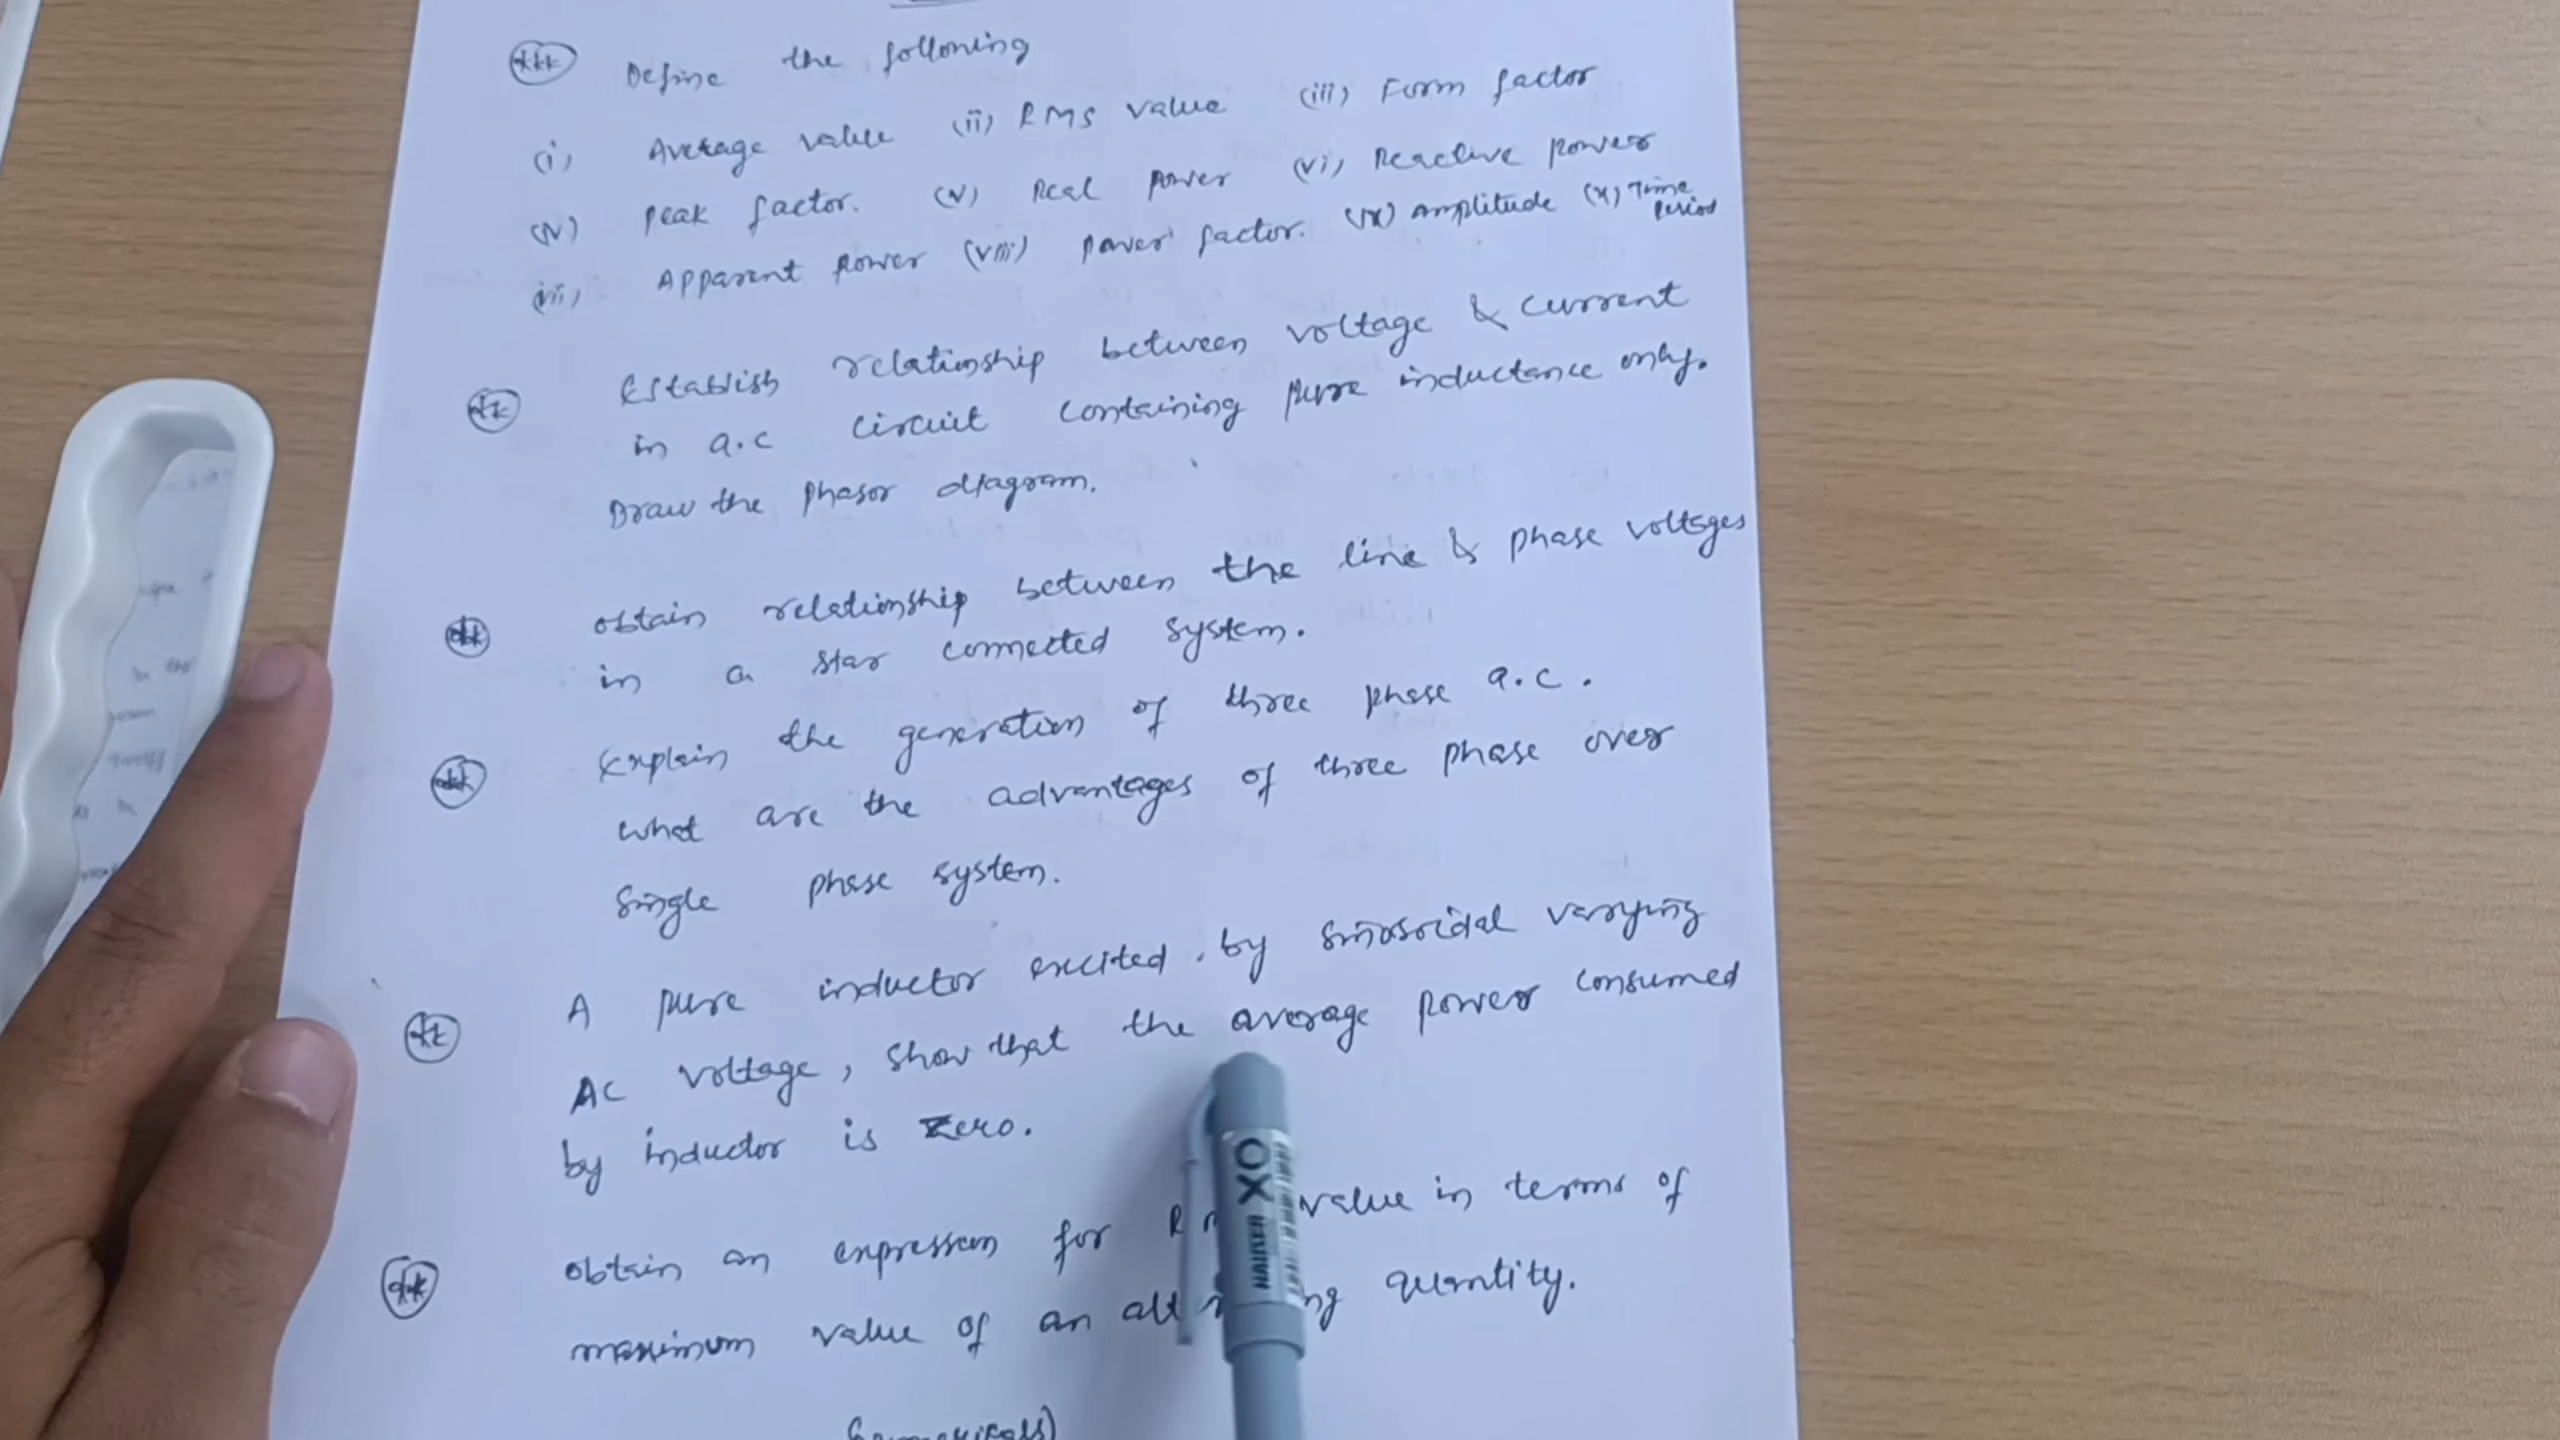 *** Define the following
(i) Average value (ii) RMS value (iii) Form factor
(iv) peak factor. (v) Real power (vi) Reactive power
(vii) Apparent power (viii) power factor. (ix) amplitude (x) Time period
** Establish relationship between voltage & current
in a.c circuit containing pure inductance only.
Draw the phasor diagram.
obtain relationship between the line & phase voltages
in a star connected system.
Explain the generation of three phase a.c.
what are the advantages of three phase over
single phase system.
** A pure inductor excited by sinusoidal varying
AC voltage, show that the average power consumed
by inductor is zero.
obtain an expression for value in terms of
maximum value of an quantity.
OX
HAUSER